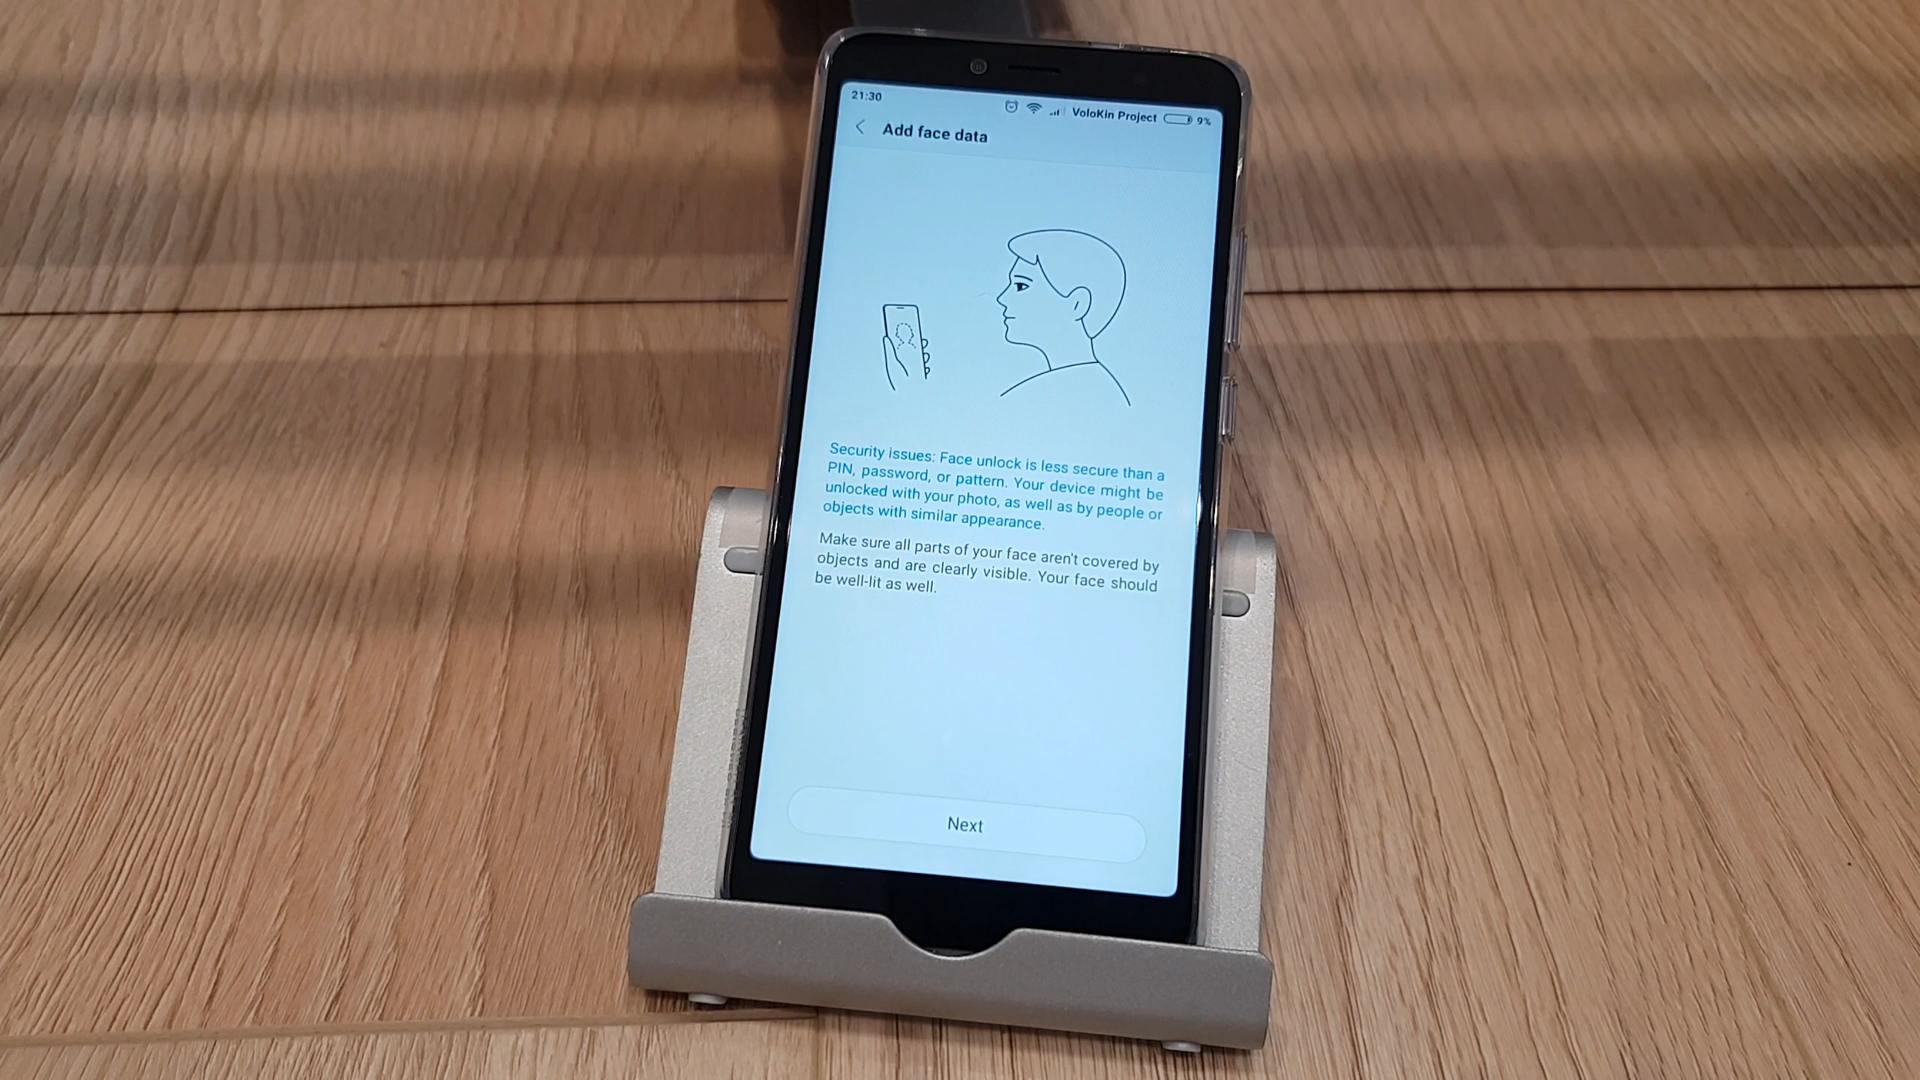 21:30
VoloKin Project
9%
Add face data
Security issues: Face unlock is less secure than a
PIN, password, or pattern. Your device might be
unlocked with your photo, as well as by people or
objects with similar appearance.
Make sure all parts of your face aren't covered by
objects and are clearly visible. Your face should
be well-lit as well.
Next